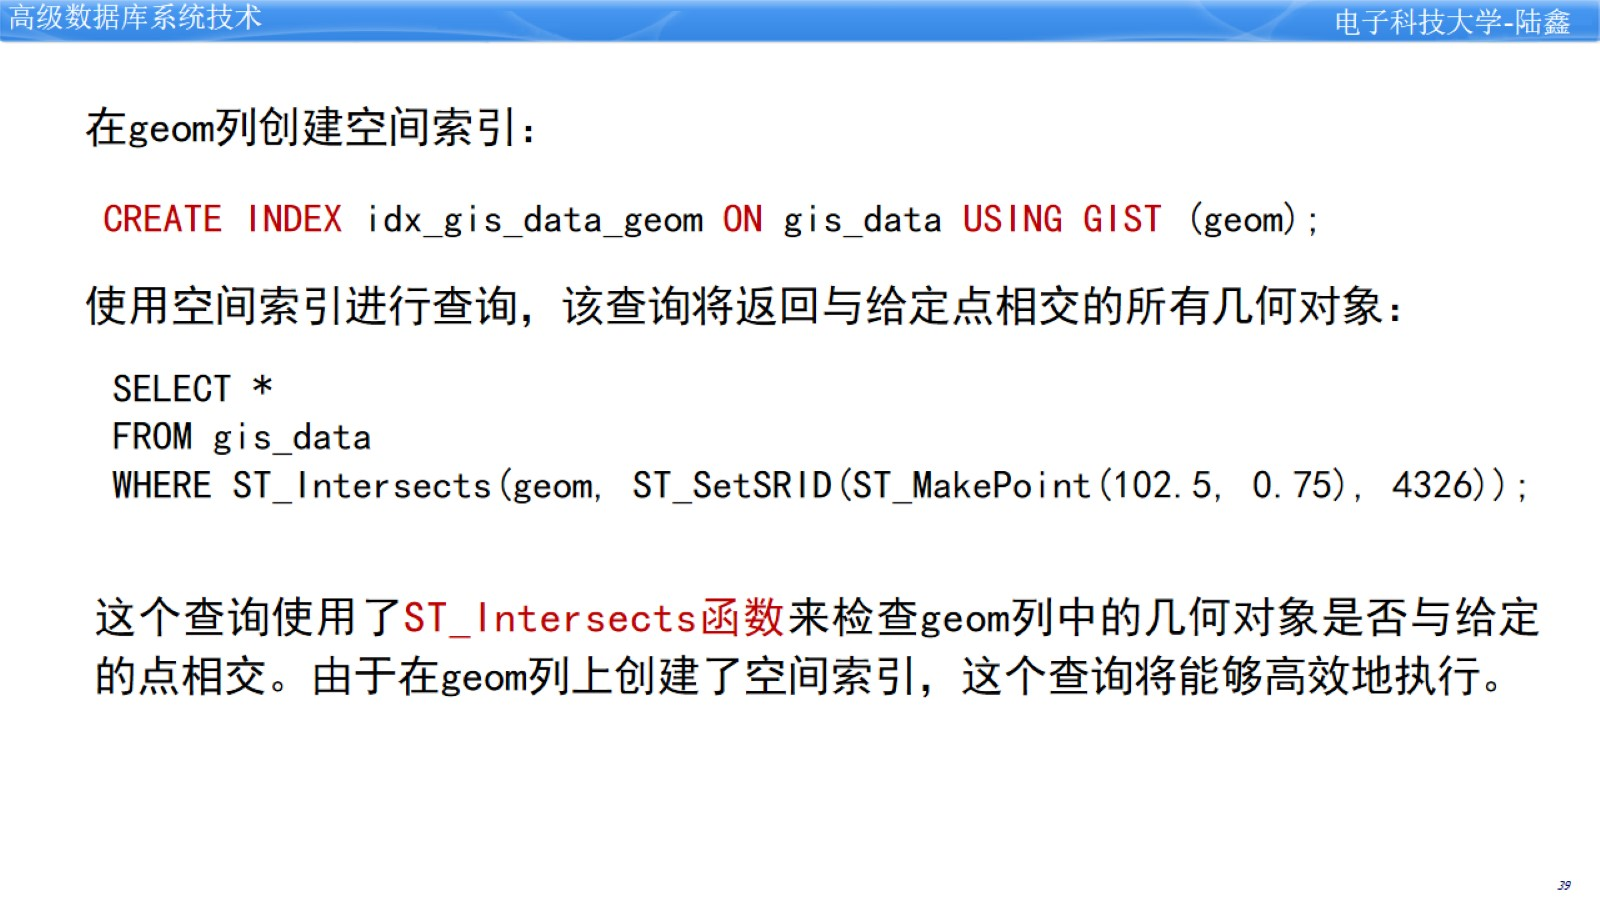 高级数据库系统技术
电子科技大学-陆鑫
在geom列创建空间索引：
CREATE INDEX idx_gis_data_geom ON gis_data USING GIST (geom);
使用空间索引进行查询，该查询将返回与给定点相交的所有几何对象：
SELECT *
FROM gis_data
WHERE ST_Intersects(geom, ST_SetSRID(ST_MakePoint(102.5, 0.75), 4326));
这个查询使用了ST_Intersects函数来检查geom列中的几何对象是否与给定
的点相交。由于在geom列上创建了空间索引，这个查询将能够高效地执行。
39